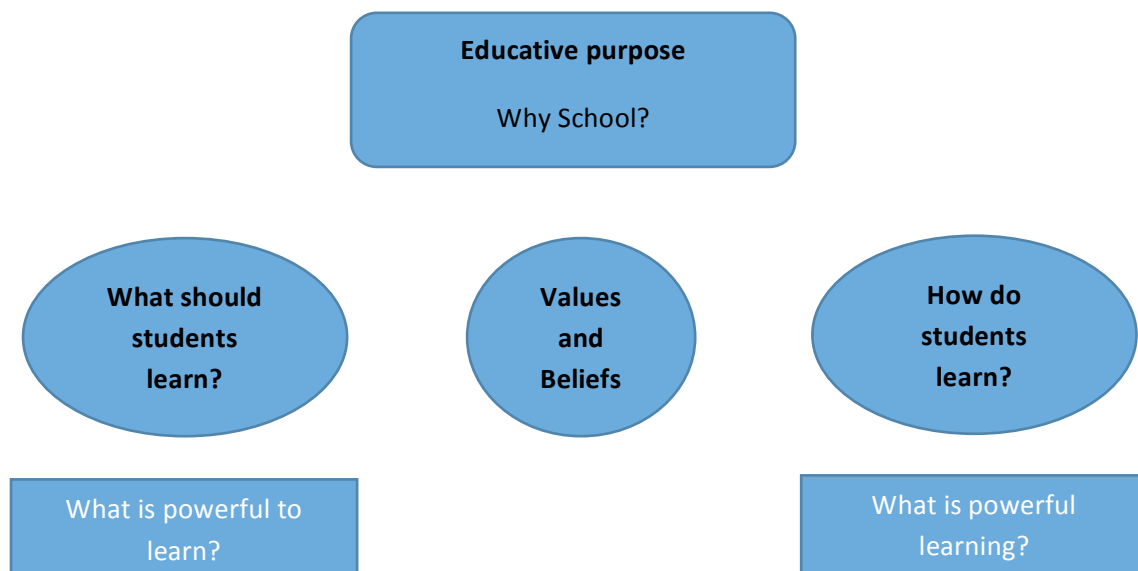 Educative purpose
Why School?
What should
students
learn?
Values
and
Beliefs
How do
students
learn?
What is powerful to
learn?
What is powerful
learning?